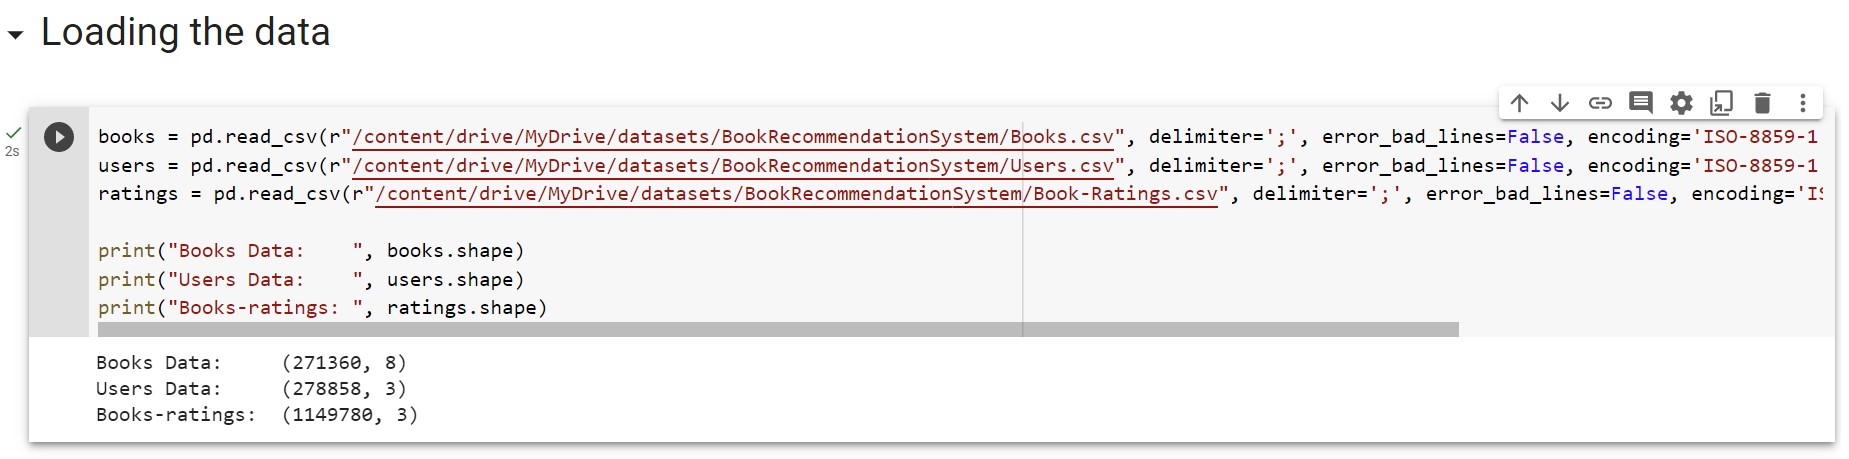 Loading the data
books = pd.read_csv(r"/content/drive/MyDrive/datasets/BookRecommendationSystem/Books.csv", delimiter=';', error_bad_lines=False, encoding='ISO-8859-1
2s
users = pd.read_csv(r"/content/drive/MyDrive/datasets/BookRecommendationSystem/Users.csv", delimiter=';', error_bad_lines=False, encoding='ISO-8859-1
ratings = pd.read_csv(r"/content/drive/MyDrive/datasets/BookRecommendationSystem/Book-Ratings.csv", delimiter=';', error_bad_lines=False, encoding='IS
print("Books Data:    ", books.shape)
print("Users Data:    ", users.shape)
print("Books-ratings: ", ratings.shape)
Books Data:     (271360, 8)
Users Data:     (278858, 3)
Books-ratings:  (1149780, 3)